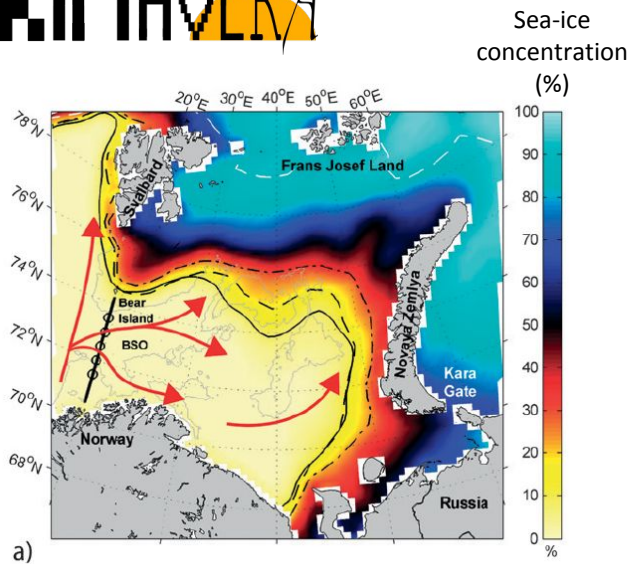 Sea-ice
concentration
(%)
20°E 30°E 40°E 50°E 60°E
78°N
76°N
74°N
72°N
70°N
68°N
Svalbard
Frans Josef Land
Novaya Zemlya
Bear
Island
BSO
Kara
Gate
Norway
Russia
100
90
80
70
60
50
40
30
20
10
0
%
a)